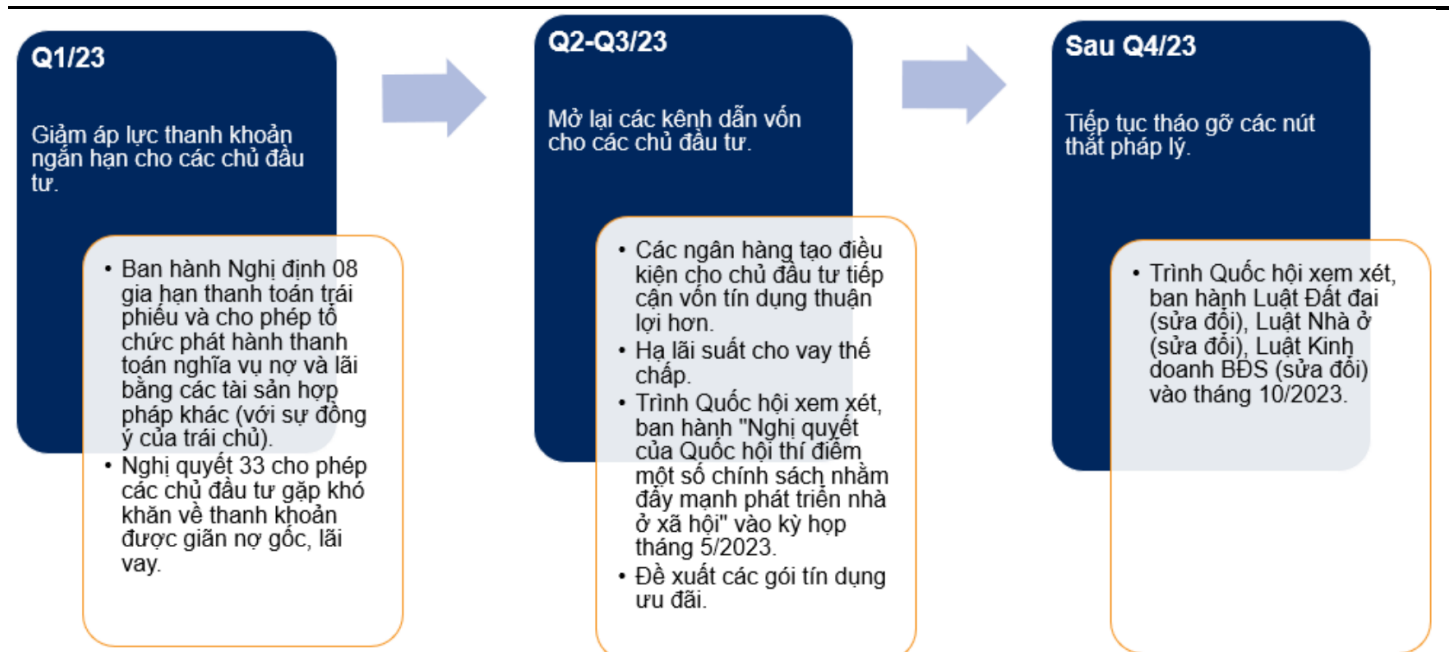 Q1/23
Giảm áp lực thanh khoản
ngắn hạn cho các chủ đầu
tư.
• Ban hành Nghị định 08
gia hạn thanh toán trái
phiếu và cho phép tổ
chức phát hành thanh
toán nghĩa vụ nợ và lãi
bằng các tài sản hợp
pháp khác (với sự đồng
ý của trái chủ).
• Nghị quyết 33 cho phép
các chủ đầu tư gặp khó
khăn về thanh khoản
được giãn nợ gốc, lãi
vay.
Q2-Q3/23
Mở lại các kênh dẫn vốn
cho các chủ đầu tư.
• Các ngân hàng tạo điều
kiện cho chủ đầu tư tiếp
cận vốn tín dụng thuận
lợi hơn.
• Hạ lãi suất cho vay thế
chấp.
• Trình Quốc hội xem xét,
ban hành "Nghị quyết
của Quốc hội thí điểm
một số chính sách nhằm
đẩy mạnh phát triển nhà
ở xã hội" vào kỳ họp
tháng 5/2023.
• Đề xuất các gói tín dụng
ưu đãi.
Sau Q4/23
Tiếp tục tháo gỡ các nút
thắt pháp lý.
• Trình Quốc hội xem xét,
ban hành Luật Đất đai
(sửa đổi), Luật Nhà ở
(sửa đổi), Luật Kinh
doanh BĐS (sửa đổi)
vào tháng 10/2023.